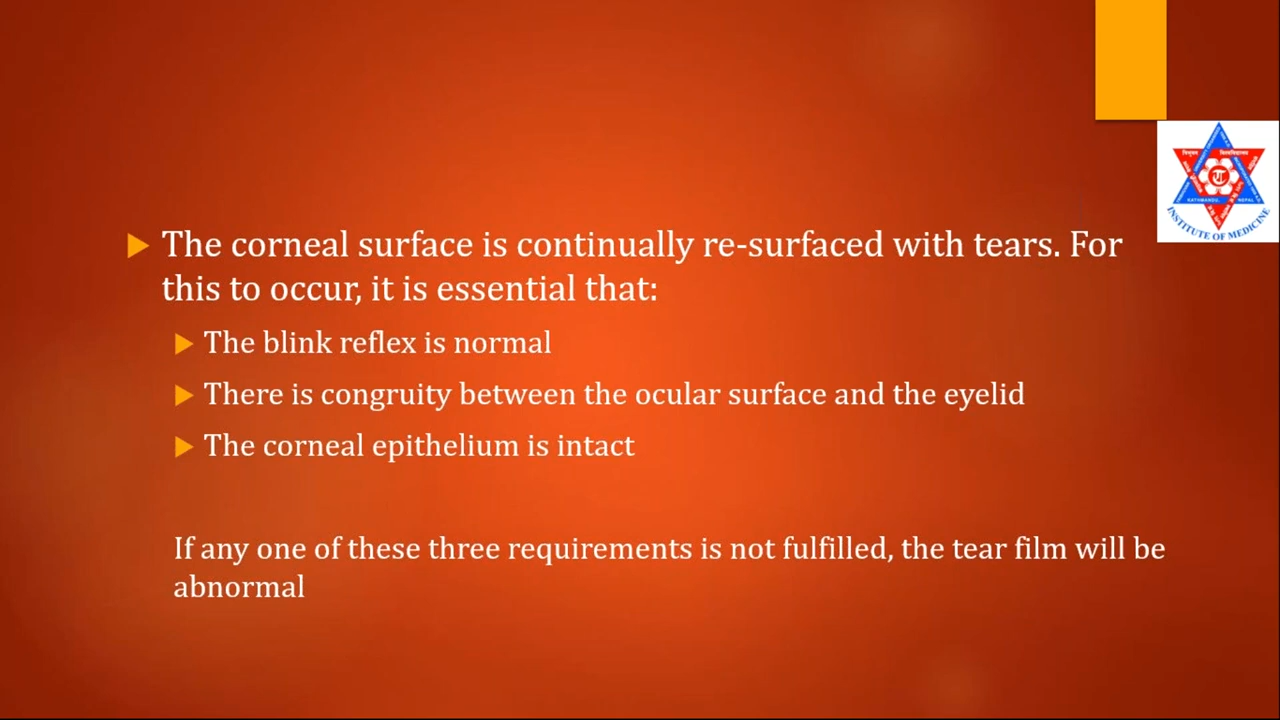 The corneal surface is continually re-surfaced with tears. For
this to occur, it is essential that:
The blink reflex is normal
There is congruity between the ocular surface and the eyelid
The corneal epithelium is intact
If any one of these three requirements is not fulfilled, the tear film will be
abnormal
KATHMANDU, NEPAL
INSTITUTE OF MEDICINE